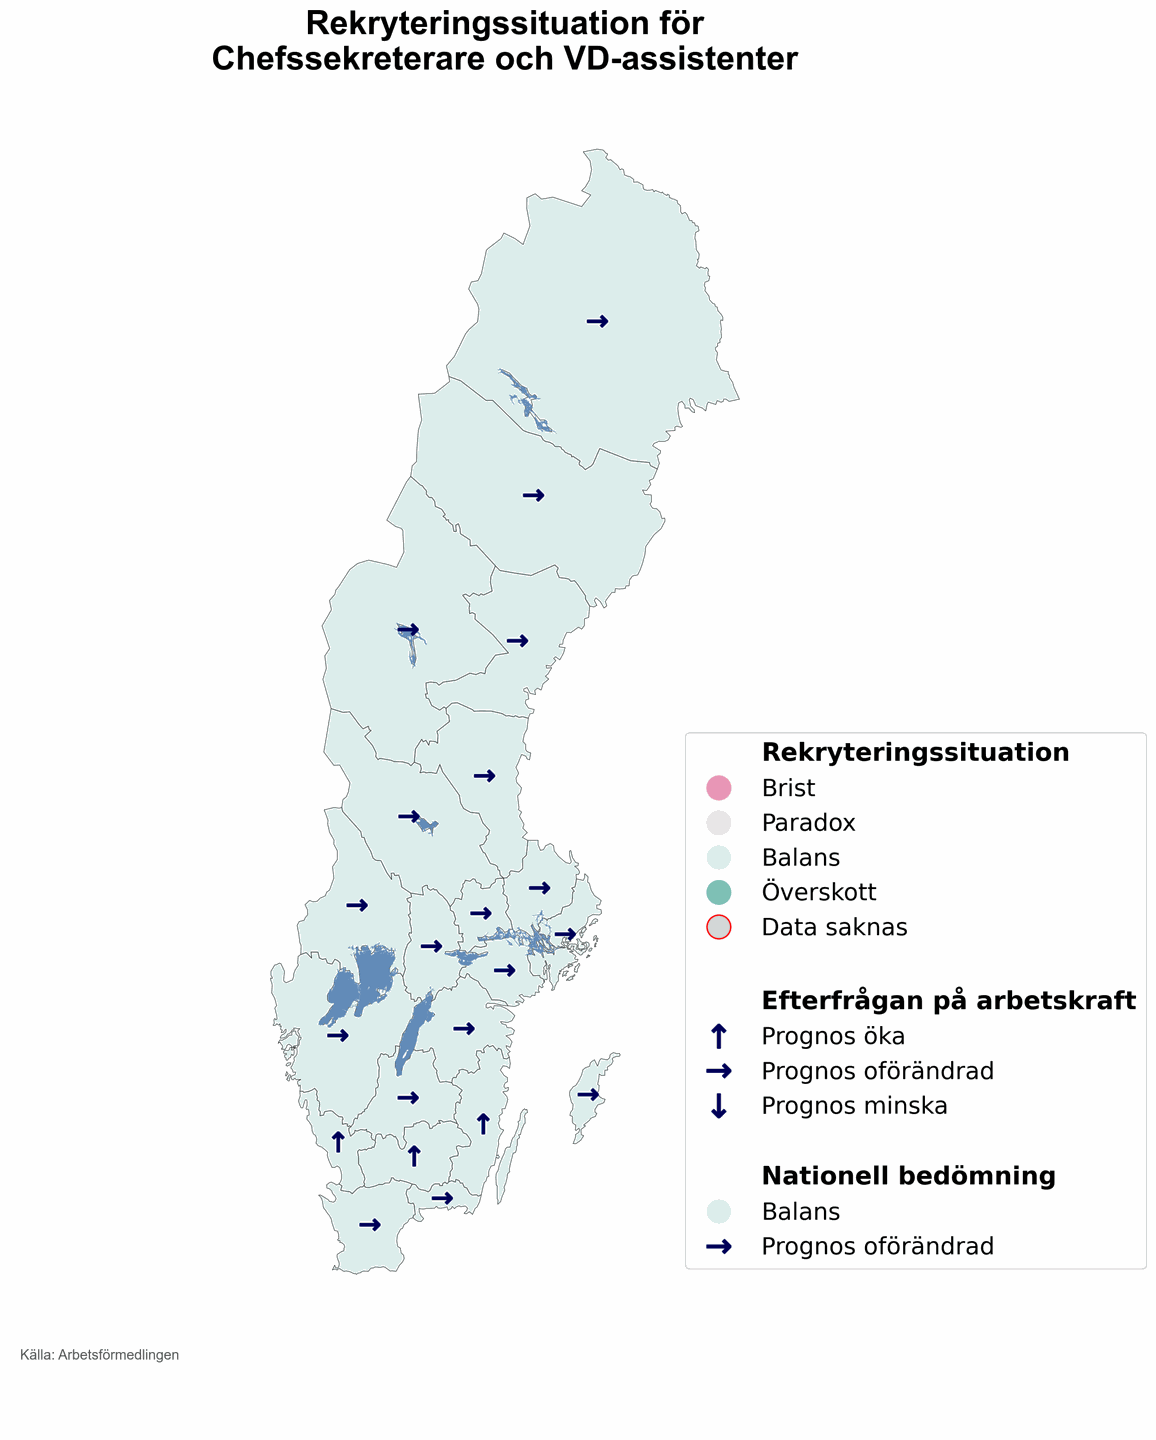 Rekryteringssituation för
Chefssekreterare och VD-assistenter
Rekryteringssituation
Brist
Paradox
Balans
Överskott
Data saknas
Efterfrågan på arbetskraft
Prognos öka
Prognos oförändrad
Prognos minska
Nationell bedömning
Balans
Prognos oförändrad
Källa: Arbetsförmedlingen